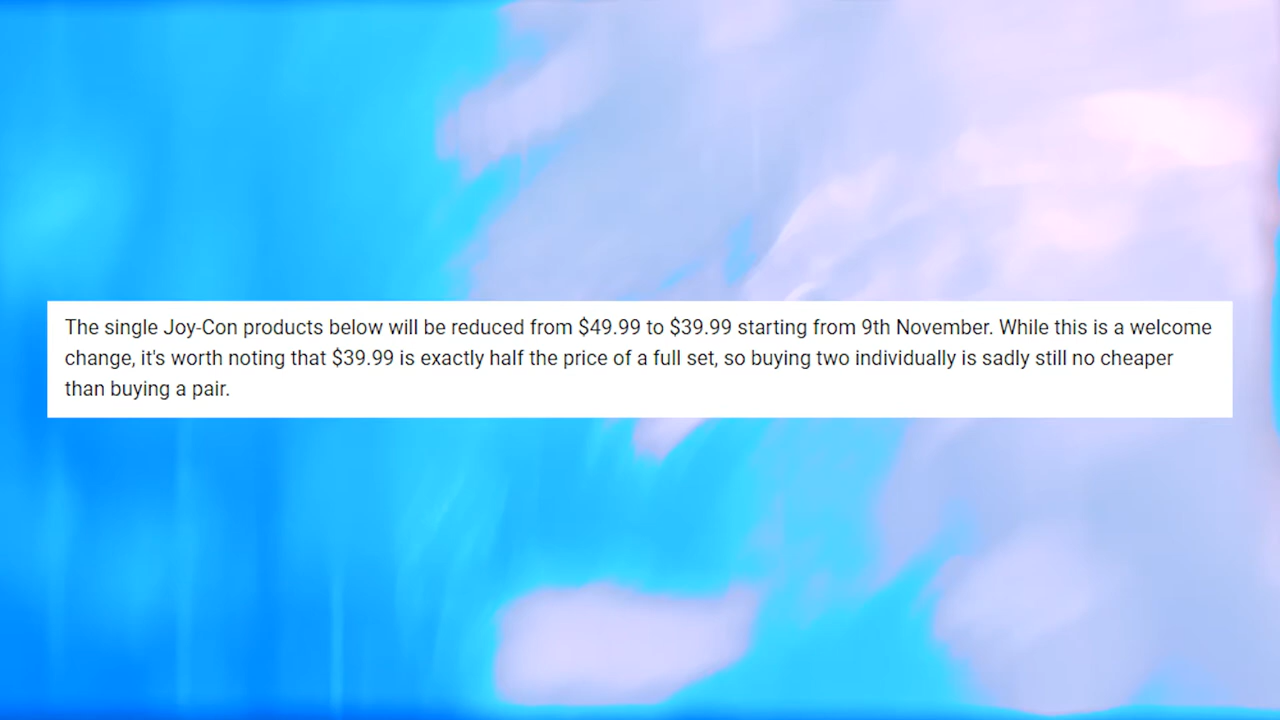 The single Joy-Con products below will be reduced from $49.99 to $39.99 starting from 9th November. While this is a welcome
change, it's worth noting that $39.99 is exactly half the price of a full set, so buying two individually is sadly still no cheaper
than buying a pair.